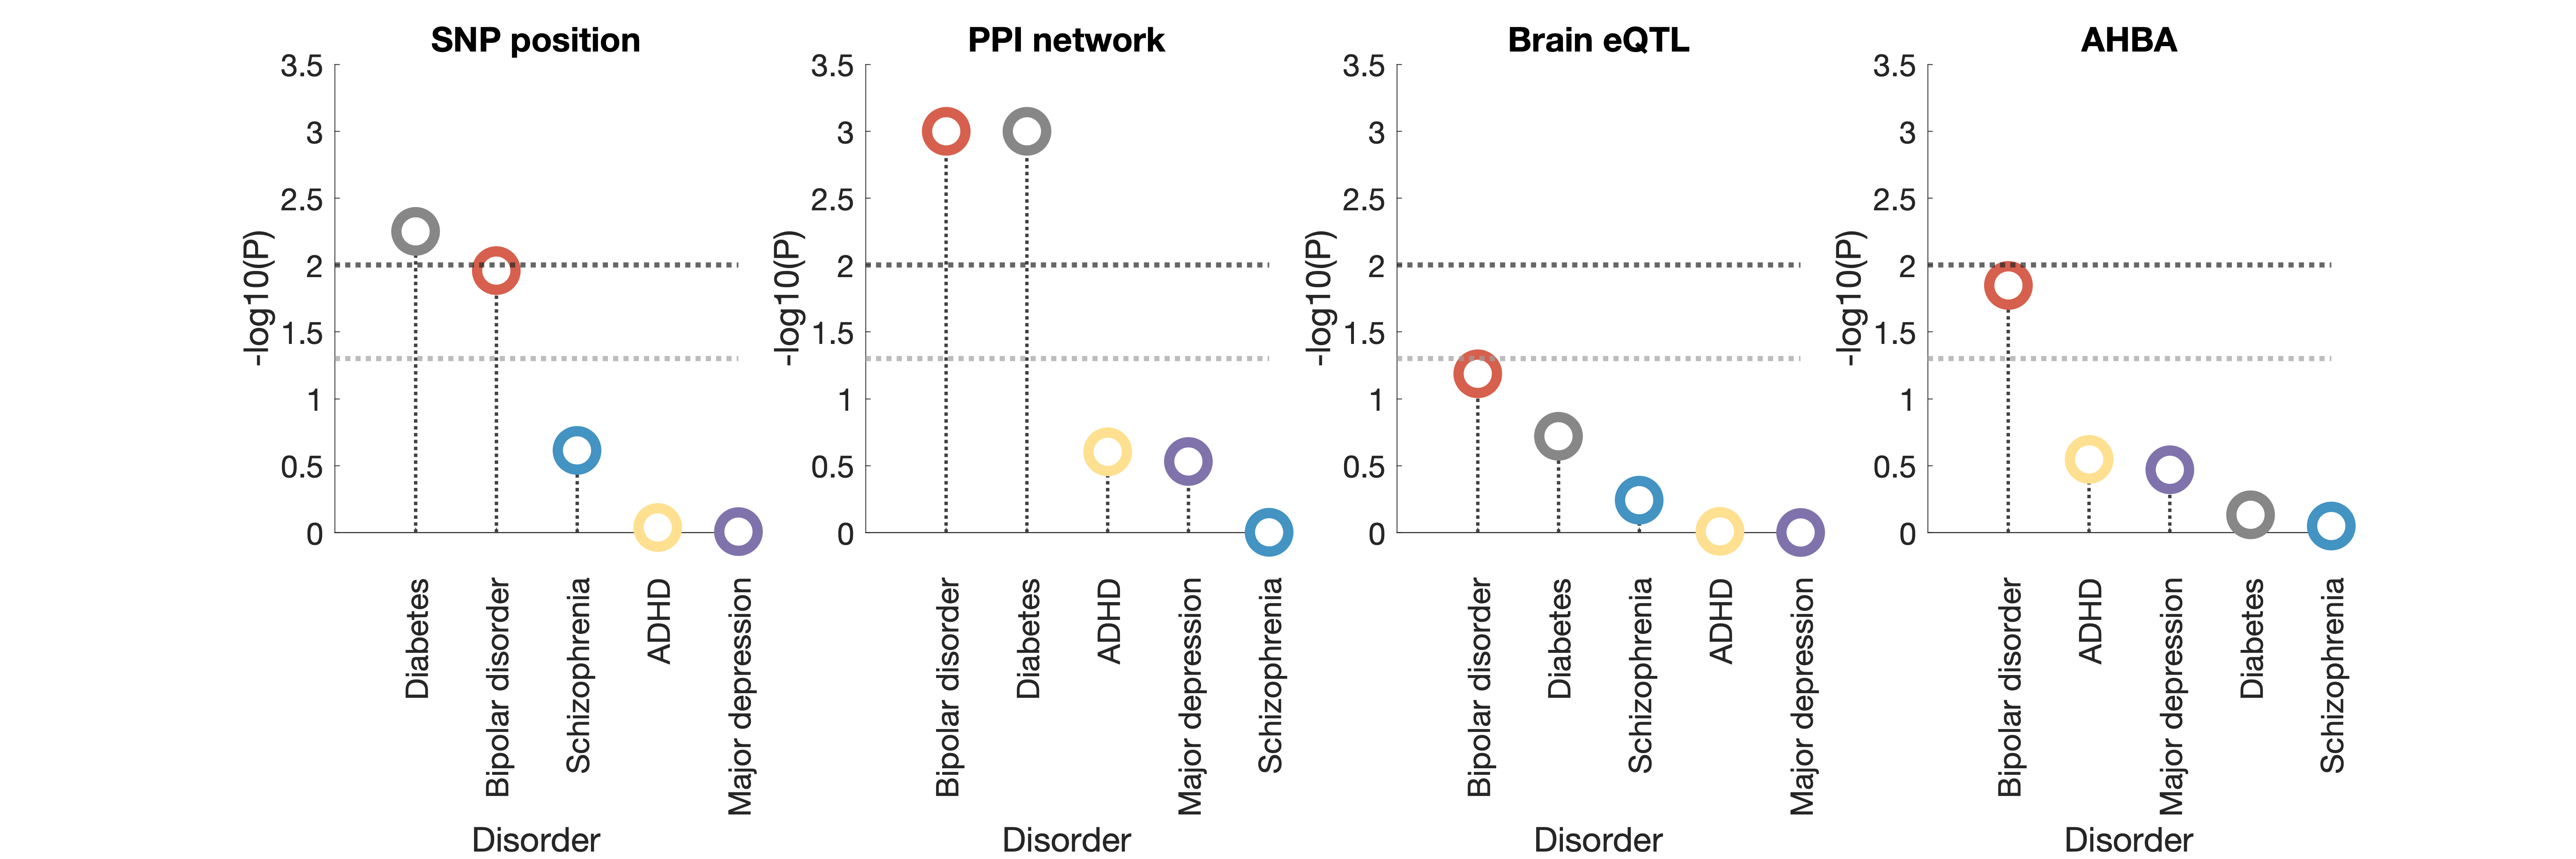 SNP position
3.5
3
2.5
2
1.5
1
0.5
0
-log10(P)
Diabetes
Bipolar disorder
Schizophrenia
ADHD
Major depression
Disorder
PPI network
3.5
3
2.5
2
1.5
1
0.5
0
-log10(P)
Bipolar disorder
Diabetes
ADHD
Major depression
Schizophrenia
Disorder
Brain eQTL
3.5
3
2.5
2
1.5
1
0.5
0
-log10(P)
Bipolar disorder
Diabetes
Schizophrenia
ADHD
Major depression
Disorder
AHBA
3.5
3
2.5
2
1.5
1
0.5
0
-log10(P)
Bipolar disorder
ADHD
Major depression
Diabetes
Schizophrenia
Disorder